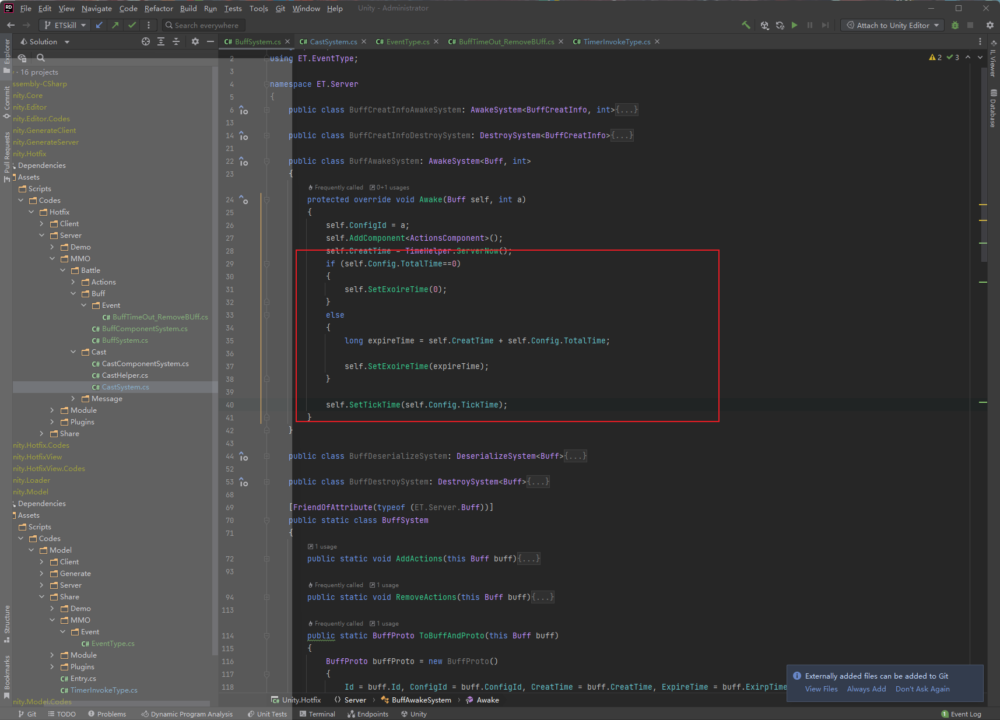 File Edit View Navigate Code Refactor Build Run Tests Tools Git Window Help Unity - Administrator
ETSkill Search everywhere Attach to Unity Editor
Solution BuffSystem.cs CastSystem.cs EventType.cs BuffTimeOut_RemoveBUff.cs TimerInvokeType.cs
Explorer
Commit
Pull Requests
Structure
Bookmarks
· 16 projects
ssembly-CSharp
nity.Core
nity.Editor
nity.Editor.Codes
nity.GenerateClient
nity.GenerateServer
nity.Hotfix
Dependencies
Assets
Scripts
Codes
Hotfix
Client
Server
Demo
MMO
Battle
Actions
Buff
Event
C# BuffTimeOut_RemoveBUff.cs
C# BuffComponentSystem.cs
C# BuffSystem.cs
Cast
C# CastComponentSystem.cs
C# CastHelper.cs
C# CastSystem.cs
Message
Module
Plugins
Share
nity.Hotfix.Codes
nity.HotfixView
nity.HotfixView.Codes
nity.Loader
nity.Model
Dependencies
Assets
Scripts
Codes
Model
Client
Generate
Server
Share
Demo
MMO
Event
C# EventType.cs
Module
Plugins
C# Entry.cs
C# TimerInvokeType.cs
nity.Model.Codes
2 using ET.EventType;
3
4 namespace ET.Server
5 {
6 public class BuffCreatInfoAwakeSystem: AwakeSystem<BuffCreatInfo, int>{...}
13
14 public class BuffCreatInfoDestroySystem: DestroySystem<BuffCreatInfo>{...}
21
22 public class BuffAwakeSystem: AwakeSystem<Buff, int>
23 {
Frequently called 0+1 usages
24 protected override void Awake(Buff self, int a)
25 {
26 self.ConfigId = a;
27 self.AddComponent<ActionsComponent>();
28 self.CreatTime = TimeHelper.ServerNow();
29 if (self.Config.TotalTime==0)
30 {
31 self.SetExoireTime(0);
32 }
33 else
34 {
35 long expireTime = self.CreatTime + self.Config.TotalTime;
36
37 self.SetExoireTime(expireTime);
38 }
39
40 self.SetTickTime(self.Config.TickTime);
41 }
42 }
43
44 public class BuffDeserializeSystem: DeserializeSystem<Buff>{...}
52
53 public class BuffDestroySystem: DestroySystem<Buff>{...}
68
69 [FriendOfAttribute(typeof (ET.Server.Buff))]
70 public static class BuffSystem
71 {
1 usage
72 public static void AddActions(this Buff buff){...}
93
Frequently called 1 usage
94 public static void RemoveActions(this Buff buff){...}
113
Frequently called 1 usage
114 public static BuffProto ToBuffAndProto(this Buff buff)
115 {
116 BuffProto buffProto = new BuffProto()
117 {
118 Id = buff.Id, ConfigId = buff.ConfigId, CreatTime = buff.CreatTime, ExpireTime = buff.ExirpTime
2 3
IL Viewer
Database
Externally added files can be added to Git
View Files Always Add Don't Ask Again
Unity.Hotfix Server BuffAwakeSystem Awake
Git TODO Problems Dynamic Program Analysis Unit Tests Terminal Endpoints Unity 1 Event Log